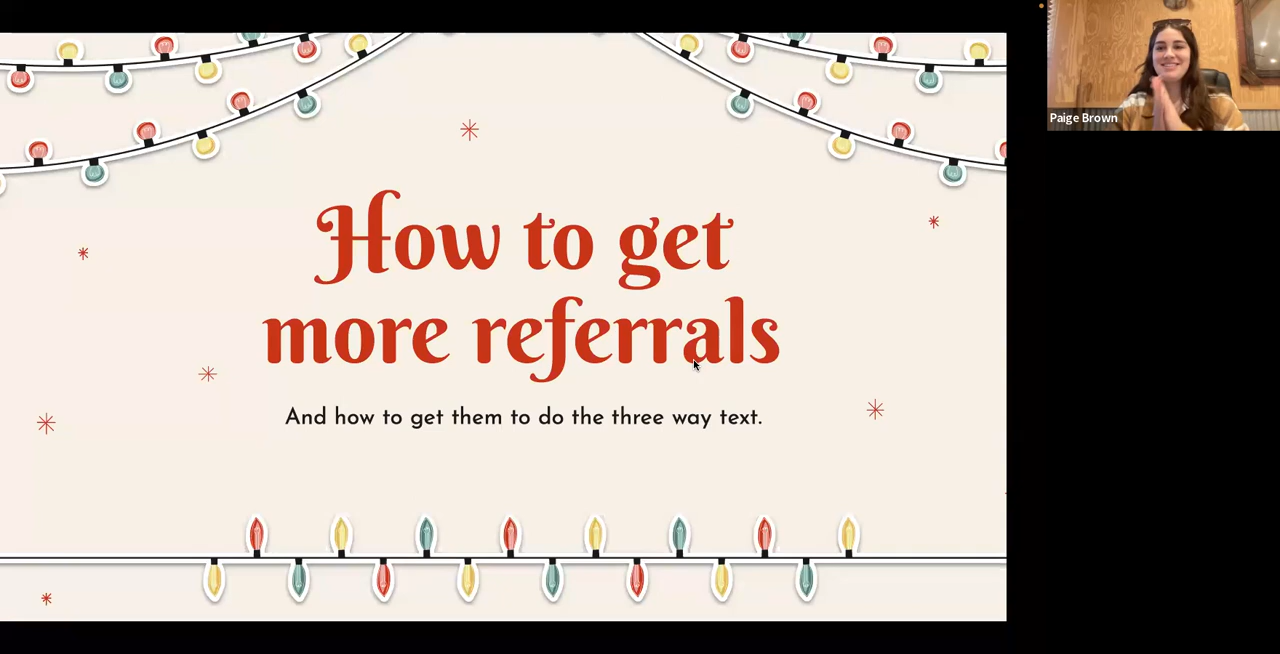 How to get
more referrals
And how to get them to do the three way text.
Paige Brown